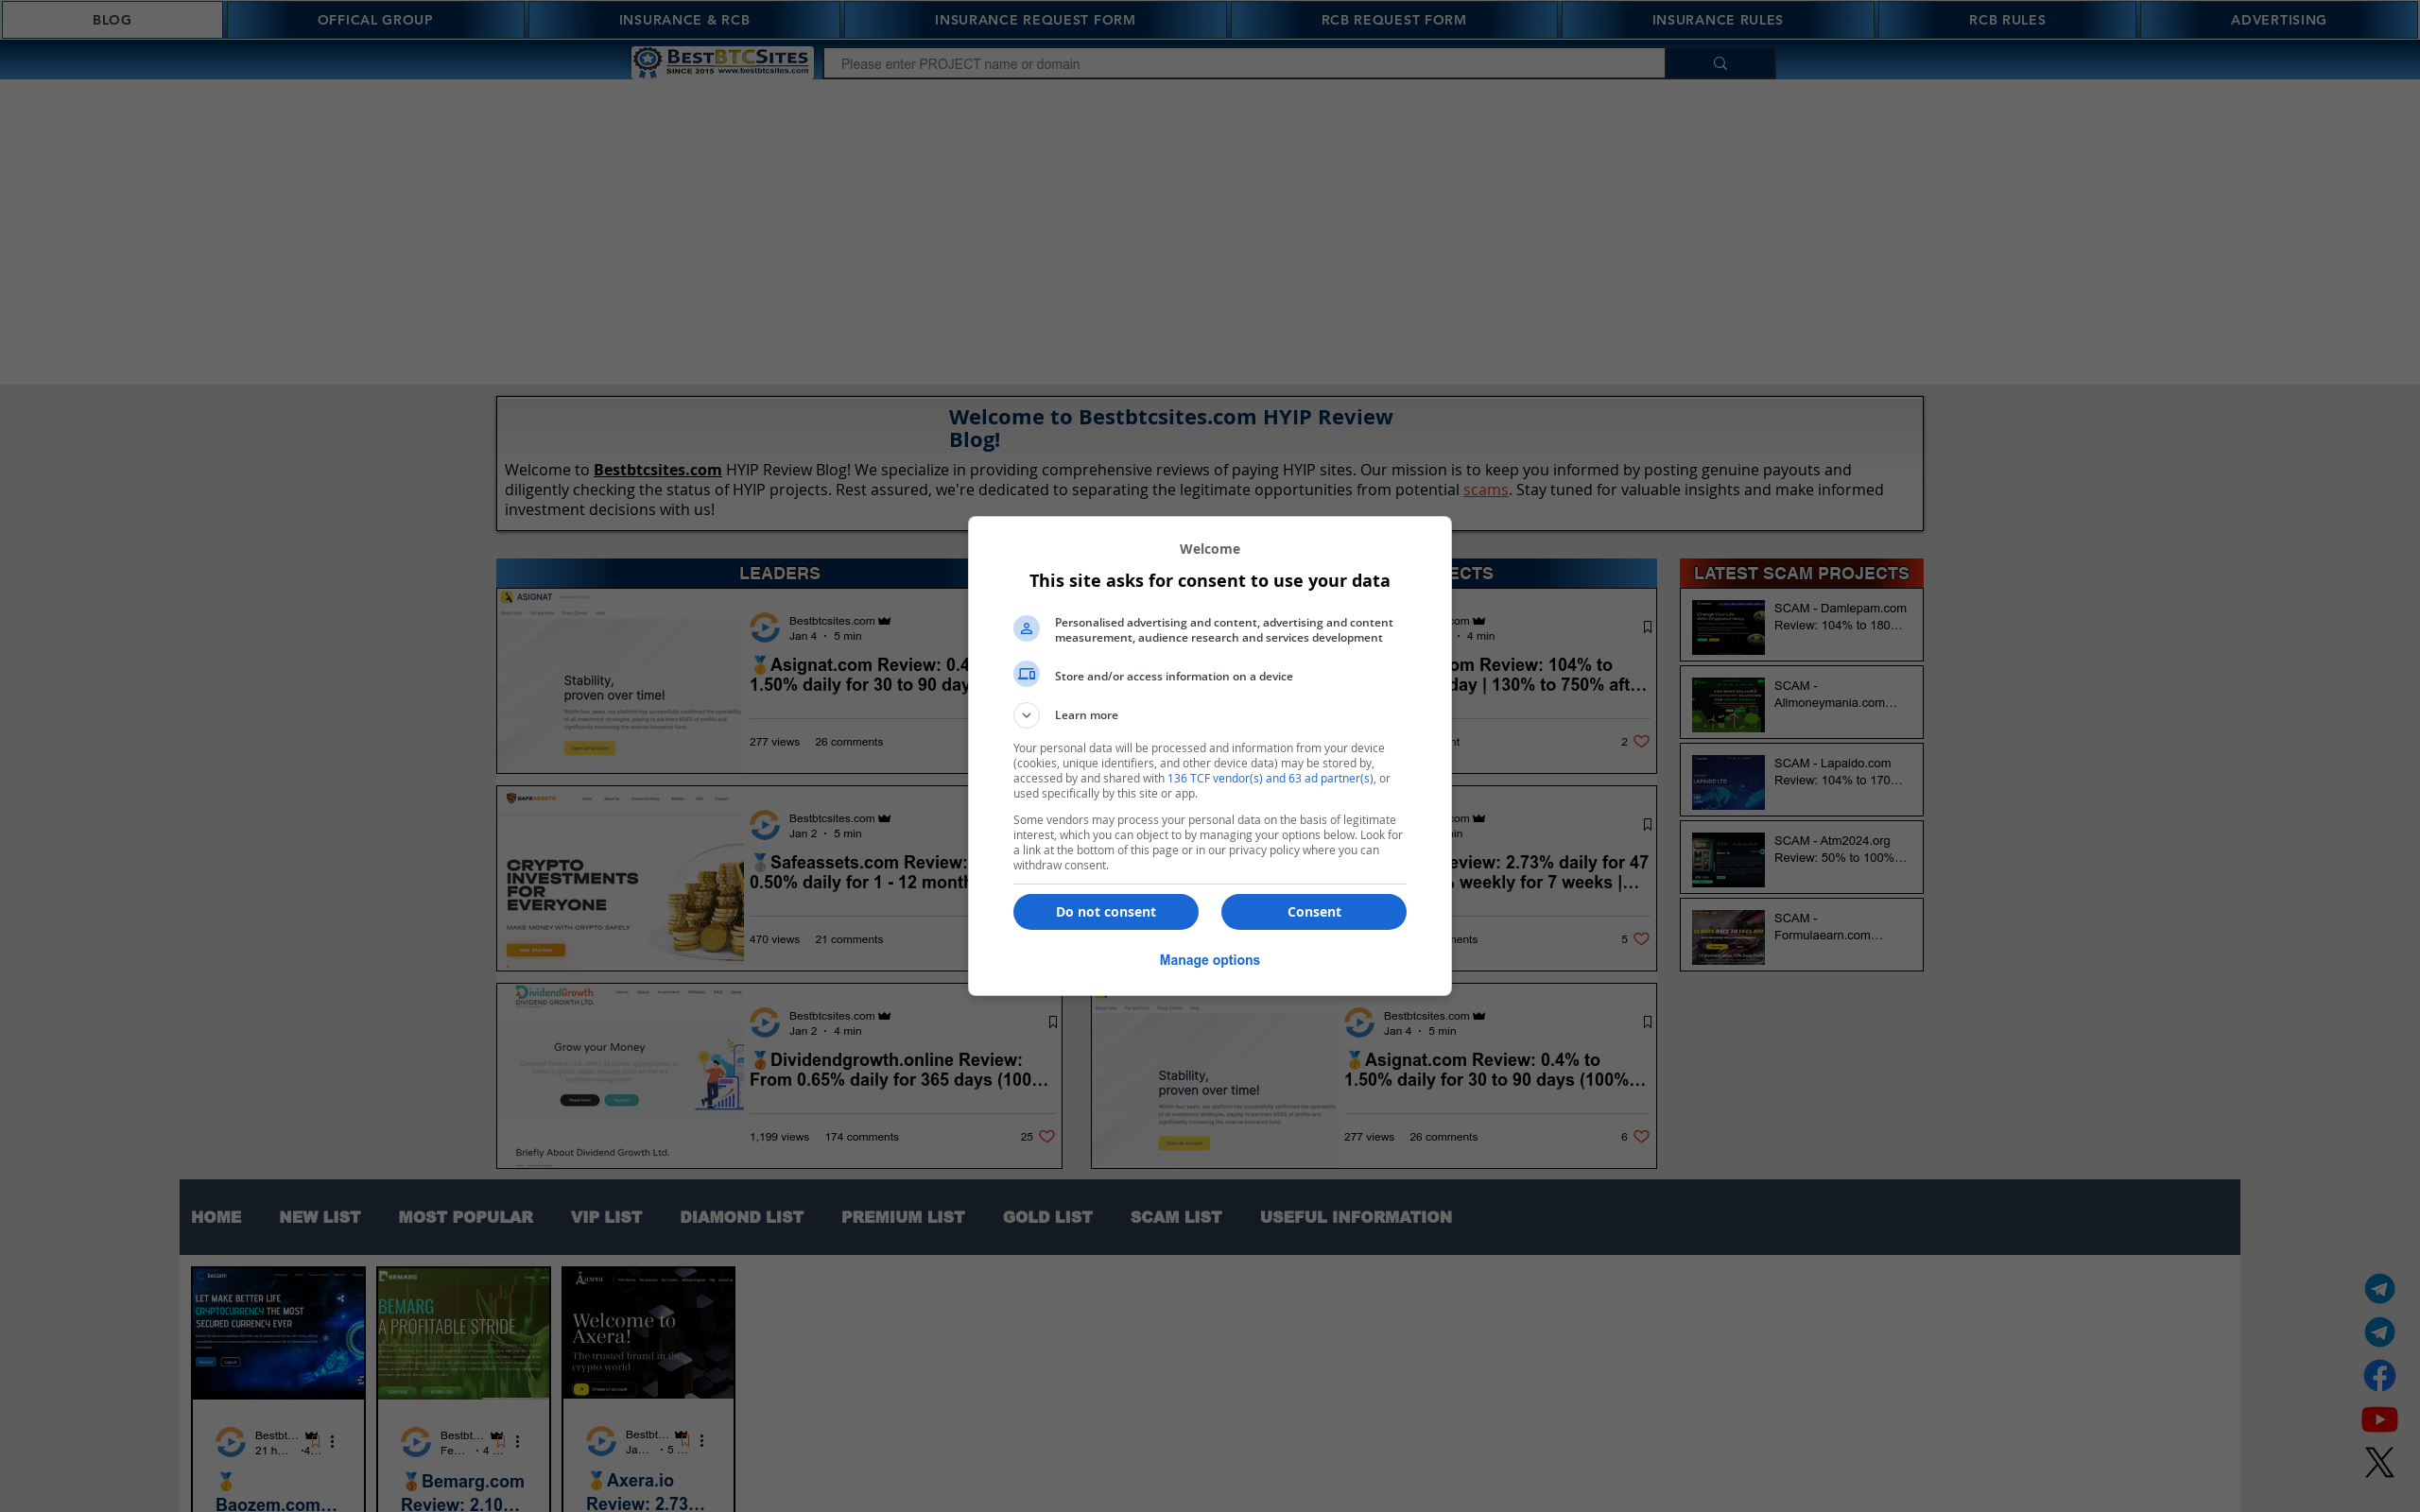 BLOG
OFFICAL GROUP
INSURANCE & RCB
INSURANCE REQUEST FORM
RCB REQUEST FORM
INSURANCE RULES
RCB RULES
ADVERTISING
BESTBTCSITES
SINCE 2015 www.bestbtcsites.com
Please enter PROJECT name or domain
Welcome to Bestbtcsites.com HYIP Review
Blog!
Welcome to Bestbtcsites.com HYIP Review Blog! We specialize in providing comprehensive reviews of paying HYIP sites. Our mission is to keep you informed by posting genuine payouts and
diligently checking the status of HYIP projects. Rest assured, we're dedicated to separating the legitimate opportunities from potential scams. Stay tuned for valuable insights and make informed
investment decisions with us!
LEADERS
ASIGNAT
Stability,
proven over time!
Open an account
Bestbtcsites.com
Jan 4 · 5 min
Asignat.com Review: 0.4
1.50% daily for 30 to 90 day
277 views 26 comments
SAFEASSETS
CRYPTO
INVESTMENTS
FOR
EVERYONE
MAKE MONEY WITH CRYPTO SAFELY
Bestbtcsites.com
Jan 2 · 5 min
Safeassets.com Review:
0.50% daily for 1 - 12 month
470 views 21 comments
DividendGrowth
DIVIDEND GROWTH LTD.
Grow your Money
Briefly About Dividend Growth Ltd.
Bestbtcsites.com
Jan 2 · 4 min
Dividendgrowth.online Review:
From 0.65% daily for 365 days (100...
1,199 views 174 comments 25
Welcome
This site asks for consent to use your data
Personalised advertising and content, advertising and content
measurement, audience research and services development
Store and/or access information on a device
Learn more
Your personal data will be processed and information from your device
(cookies, unique identifiers, and other device data) may be stored by,
accessed by and shared with 136 TCF vendor(s) and 63 ad partner(s), or
used specifically by this site or app.
Some vendors may process your personal data on the basis of legitimate
interest, which you can object to by managing your options below. Look for
a link at the bottom of this page or in our privacy policy where you can
withdraw consent.
Do not consent
Consent
Manage options
ECTS
com
· 4 min
om Review: 104% to
day | 130% to 750% aft...
nt 2
com
in
eview: 2.73% daily for 47
% weekly for 7 weeks |...
ments 5
Stability,
proven over time!
Open an account
Bestbtcsites.com
Jan 4 · 5 min
Asignat.com Review: 0.4% to
1.50% daily for 30 to 90 days (100%...
277 views 26 comments 6
LATEST SCAM PROJECTS
SCAM - Damlepam.com
Review: 104% to 180...
SCAM -
Allmoneymania.com...
SCAM - Lapaido.com
Review: 104% to 170...
SCAM - Atm2024.org
Review: 50% to 100%...
SCAM -
Formulaearn.com...
HOME
NEW LIST
MOST POPULAR
VIP LIST
DIAMOND LIST
PREMIUM LIST
GOLD LIST
SCAM LIST
USEFUL INFORMATION
LET MAKE BETTER LIFE
CRYPTOCURRENCY THE MOST
SECURED CURRENCY EVER
Bestbt...
21 h... · 4...
Baozem.com...
BEMARG
BEMARG
A PROFITABLE STRIDE
Bestbt...
Fe... · 4 ...
Bemarg.com
Review: 2.10...
Axera
Welcome to
Axera!
The trusted brand in the
crypto world
Create an account
Bestbt...
Ja... · 5 ...
Axera.io
Review: 2.73...